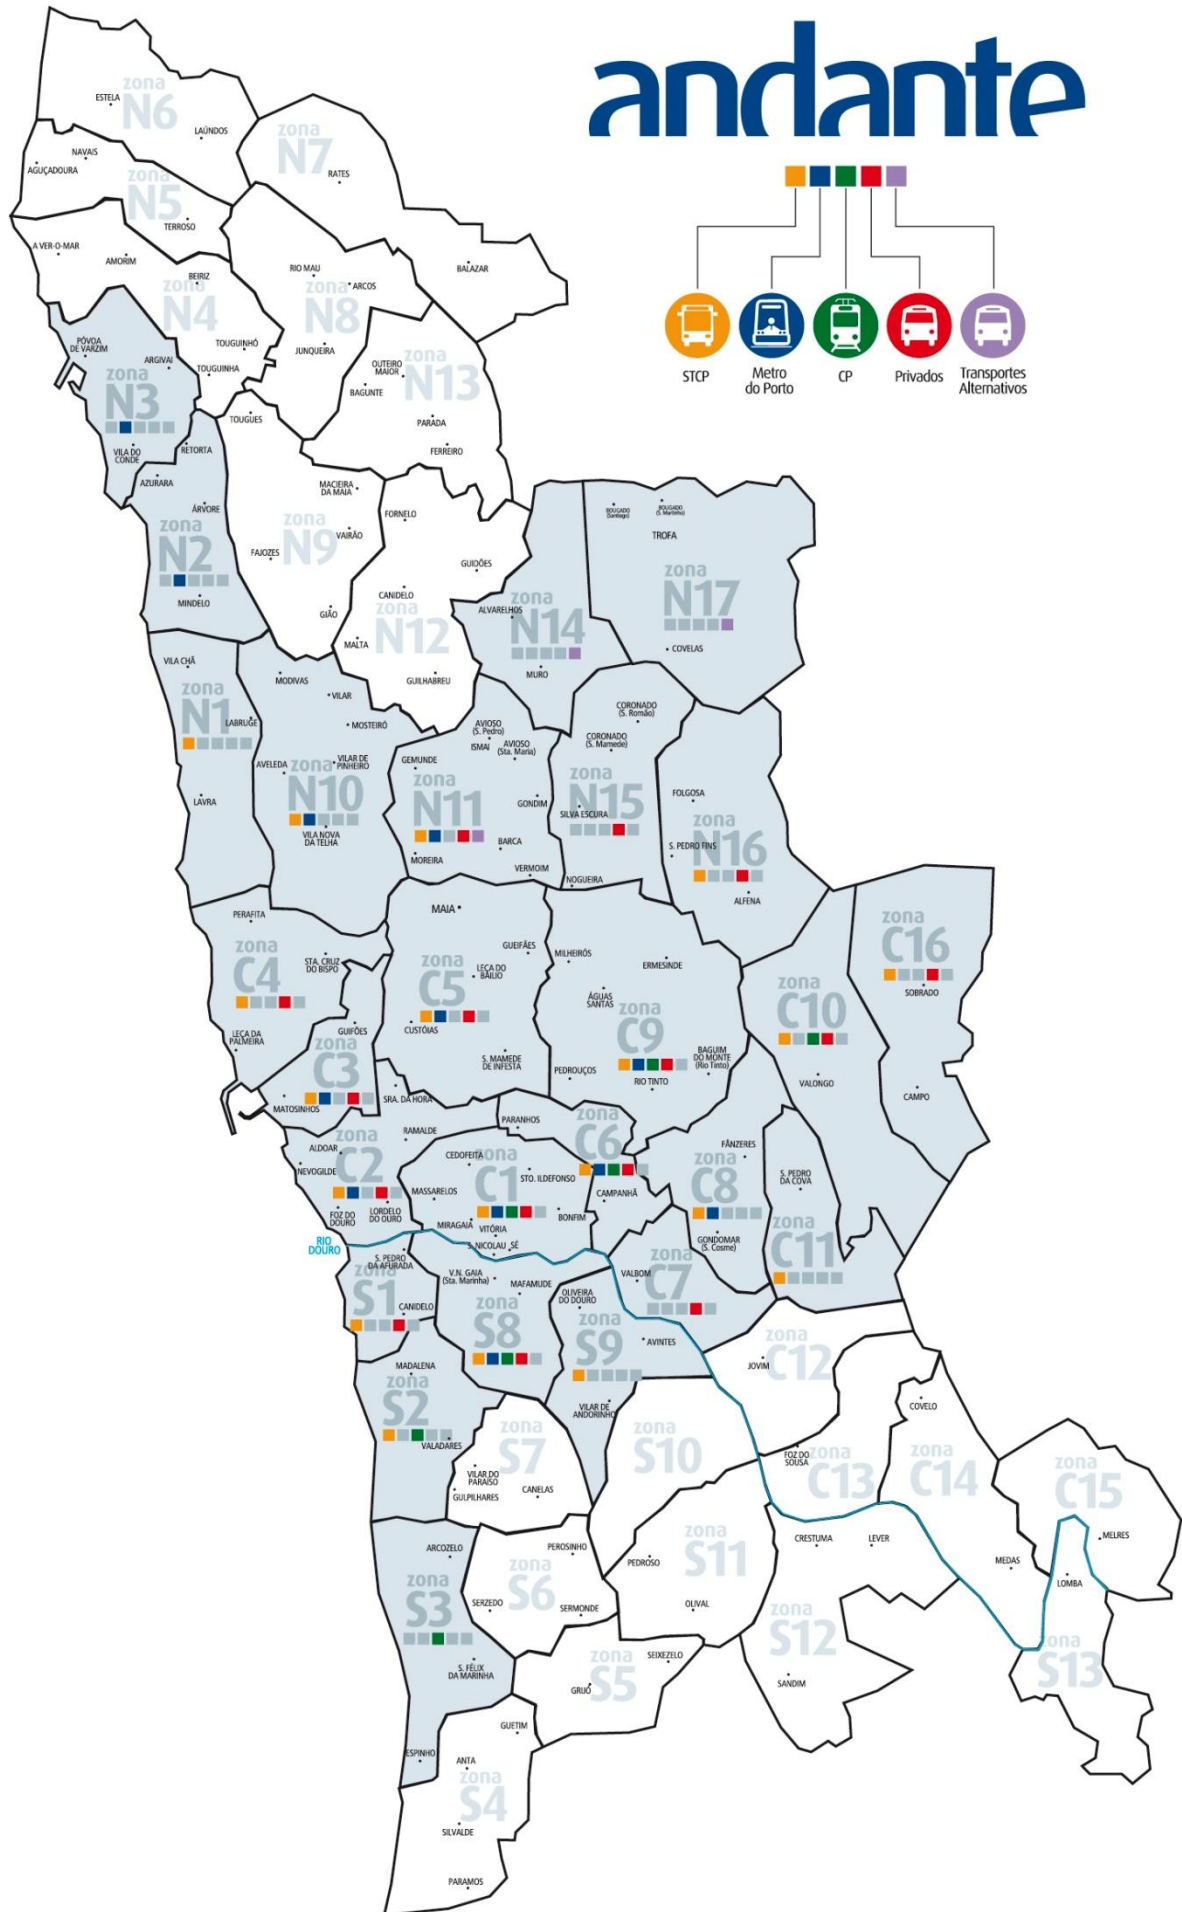 andante
STCP
Metro
do Porto
CP
Privados
Transportes
Alternativos
zona
N6
ESTELA
LAÚNDOS
zona
N7
RATES
BALAZAR
NAVAIS
AGUÇADOURA
zona
N5
TERROSO
A VER-O-MAR
AMORIM
BEIRIZ
zona
N4
TOUGUINHÓ
TOUGUINHA
RIO MAU
zona
ARCOS
N8
JUNQUEIRA
OUTEIRO
MAIOR
zona
N13
BAGUNTE
PARADA
FERREIRO
PÓVOA
DE VARZIM
ARGIVAI
zona
N3
VILA DO
CONDE
RETORTA
AZURARA
ÁRVORE
zona
N2
MINDELO
TOUGUES
MACIEIRA
DA MAIA
zona
N9
VAIRÃO
FAJOZES
GIÃO
FORNELO
GUIDÕES
CANIDELO
zona
N12
MALTA
GUILHABREU
zona
ALVARELHOS
N14
MURO
BOUGADO
(Santiago)
BOUGADO
(S. Martinho)
TROFA
zona
N17
COVELAS
VILA CHÃ
zona
N1
LABRUGE
LAVRA
MODIVAS
VILAR
MOSTEIRÓ
AVELEDA
VILAR DE
PINHEIRO
zona
N10
VILA NOVA
DA TELHA
AVIOSO
(S. Pedro)
ISMAI
AVIOSO
(Sta. Maria)
GEMUNDE
zona
N11
GONDIM
BARCA
MOREIRA
VERMOIM
CORONADO
(S. Romão)
CORONADO
(S. Mamede)
zona
N15
SILVA ESCURA
NOGUEIRA
FOLGOSA
zona
S. PEDRO FINS
N16
ALFENA
PERAFITA
zona
C4
STA. CRUZ
DO BISPO
LEÇA DA
PALMEIRA
MAIA
GUEIFÃES
zona
C5
LEÇA DO
BÁLIO
CUSTÓIAS
S. MAMEDE
DE INFESTA
MILHEIRÓS
ERMESINDE
ÁGUAS
SANTAS
zona
C9
BAGUIM
DO MONTE
(Rio Tinto)
PEDROUÇOS
RIO TINTO
zona
C10
VALONGO
zona
C16
SOBRADO
CAMPO
GUIFÕES
zona
C3
MATOSINHOS
SRA. DA HORA
RAMALDE
ALDOAR
zona
C2
NEVOGILDE
FOZ DO
DOURO
LORDELO
DO OURO
PARANHOS
zona
C6
CAMPANHÃ
CEDOFEITA
zona
C1
STO. ILDEFONSO
MASSARELOS
MIRAGAIA
VITÓRIA
BONFIM
S. NICOLAU
SÉ
FÂNZERES
zona
C8
GONDOMAR
(S. Cosme)
S. PEDRO
DA COVA
zona
C11
RIO
DOURO
S. PEDRO
DA AFURADA
zona
S1
CANIDELO
V.N. GAIA
(Sta. Marinha)
MAFAMUDE
zona
S8
OLIVEIRA
DO DOURO
zona
S9
VILAR DE
ANDORINHO
VALBOM
zona
C7
AVINTES
zona
C12
JOVIM
MADALENA
zona
S2
VALADARES
zona
S7
VILAR DO
PARAÍSO
GULPILHARES
CANELAS
zona
S10
FOZ DO
SOUSA
zona
C13
COVELO
zona
C14
MEDAS
zona
C15
MELRES
LOMBA
zona
S13
ARCOZELO
zona
S3
S. FÉLIX
DA MARINHA
ESPINHO
PEROSINHO
zona
S6
SERZEDO
SERMONDE
zona
S11
PEDROSO
OLIVAL
CRESTUMA
LEVER
zona
S12
SANDIM
SEIXEZELO
zona
S5
GRIJÓ
GUETIM
ANTA
zona
S4
SILVALDE
PARAMOS